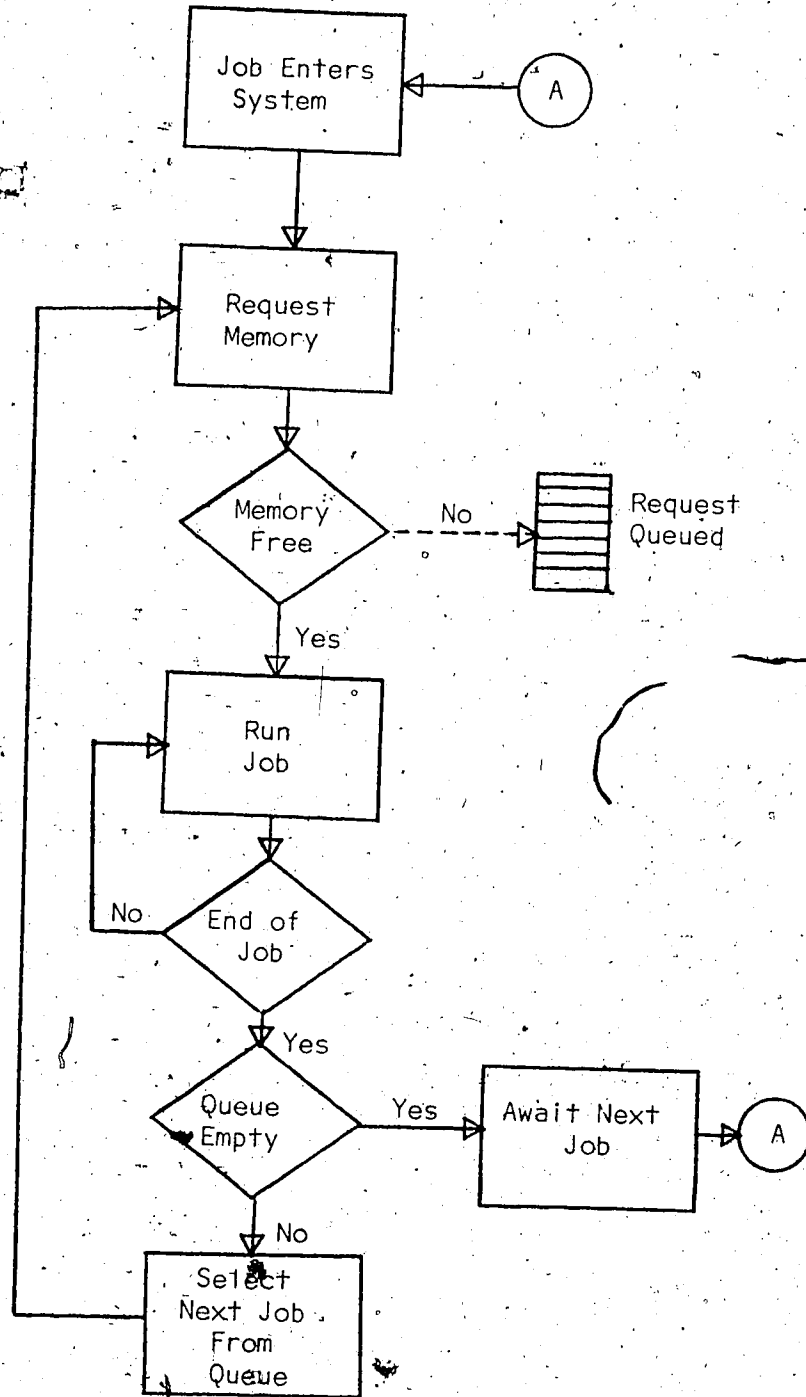 Job Enters
System
A
Request
Memory
Memory
Free
No
Request
Queued
Yes
Run
Job
No
End of
Job
Yes
Queue
Empty
Yes
Await Next
Job
A
No
Select
Next Job
From
Queue